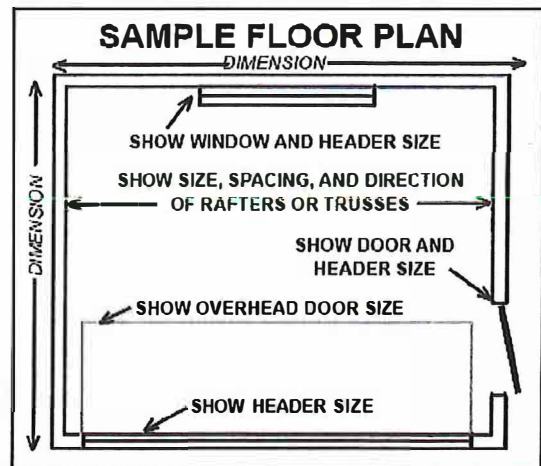 SAMPLE FLOOR PLAN
DIMENSION
DIMENSION
SHOW WINDOW AND HEADER SIZE
SHOW SIZE, SPACING, AND DIRECTION
OF RAFTERS OR TRUSSES
SHOW DOOR AND
HEADER SIZE
SHOW OVERHEAD DOOR SIZE
SHOW HEADER SIZE